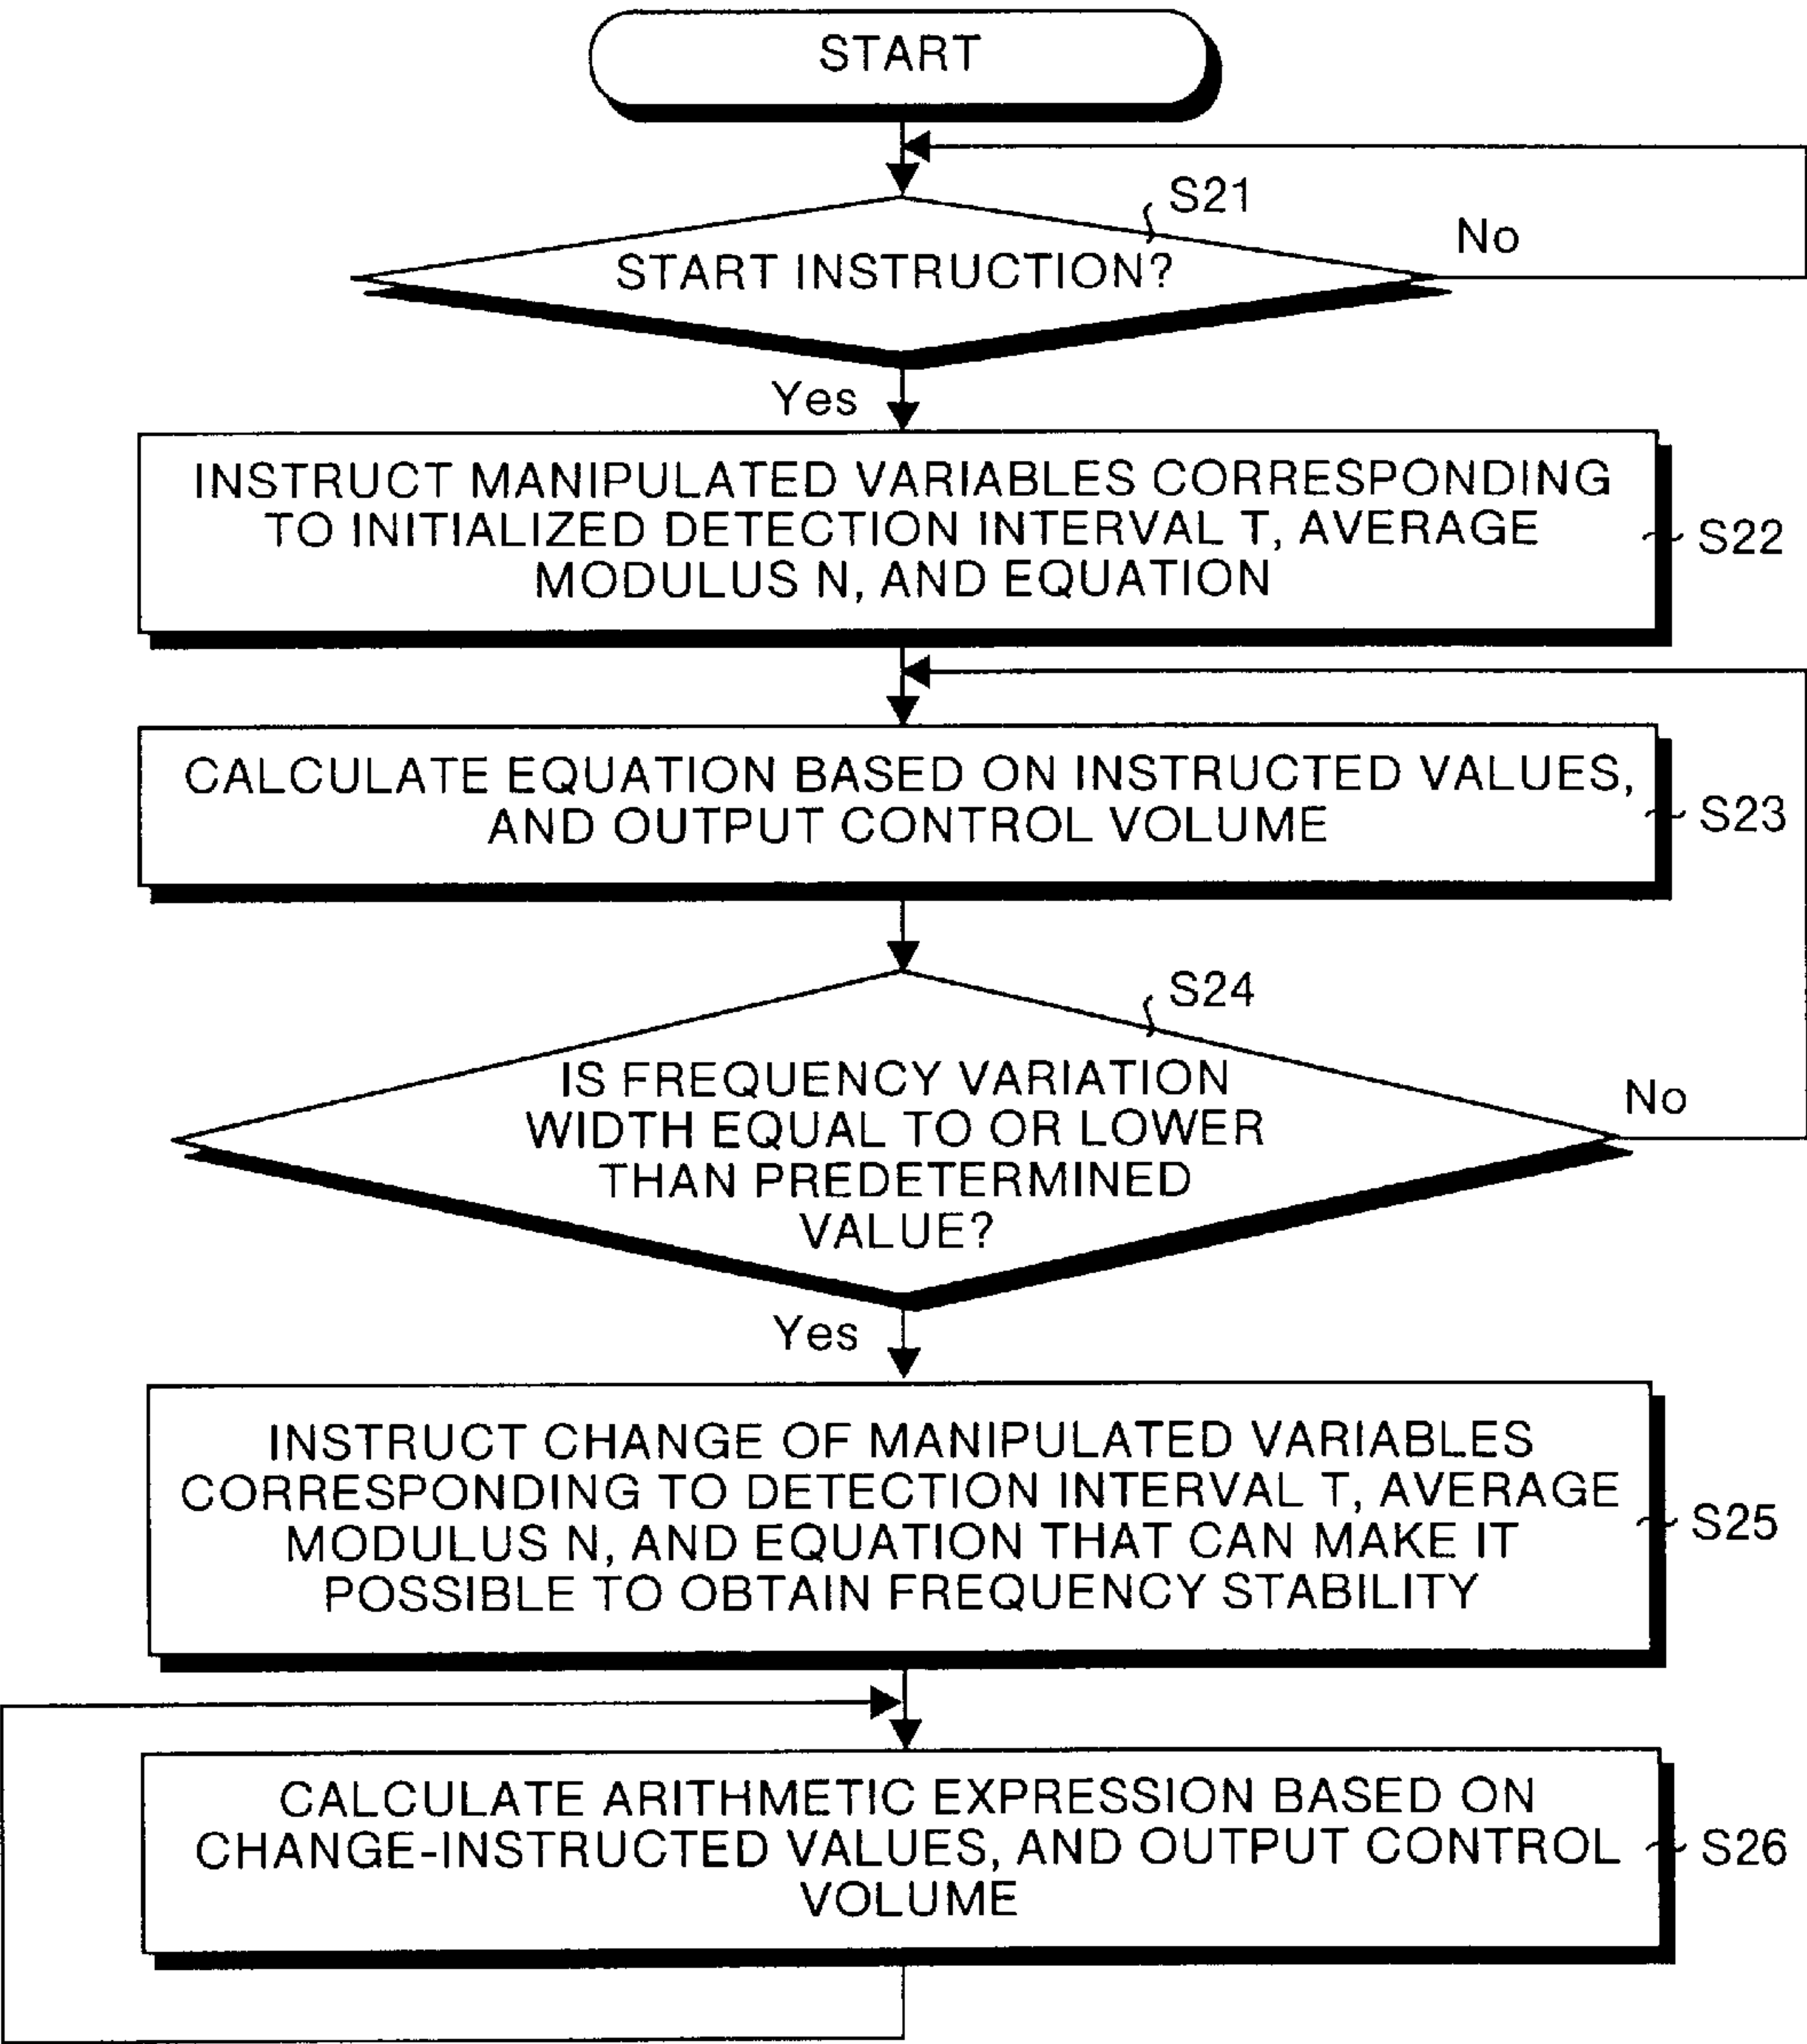 START
S21
No
START INSTRUCTION?
Yes
INSTRUCT MANIPULATED VARIABLES CORRESPONDING
TO INITIALIZED DETECTION INTERVAL T, AVERAGE
MODULUS N, AND EQUATION
S22
CALCULATE EQUATION BASED ON INSTRUCTED VALUES,
AND OUTPUT CONTROL VOLUME
S23
S24
IS FREQUENCY VARIATION
WIDTH EQUAL TO OR LOWER
THAN PREDETERMINED
VALUE?
No
Yes
INSTRUCT CHANGE OF MANIPULATED VARIABLES
CORRESPONDING TO DETECTION INTERVAL T, AVERAGE
MODULUS N, AND EQUATION THAT CAN MAKE IT
POSSIBLE TO OBTAIN FREQUENCY STABILITY
S25
CALCULATE ARITHMETIC EXPRESSION BASED ON
CHANGE-INSTRUCTED VALUES, AND OUTPUT CONTROL
VOLUME
S26